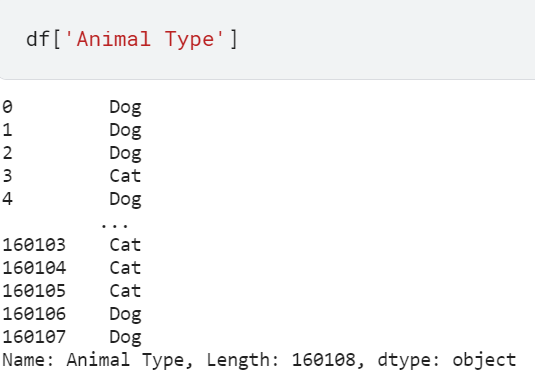 df['Animal Type']
0 Dog
1 Dog
2 Dog
3 Cat
4 Dog
...
160103 Cat
160104 Cat
160105 Cat
160106 Dog
160107 Dog
Name: Animal Type, Length: 160108, dtype: object